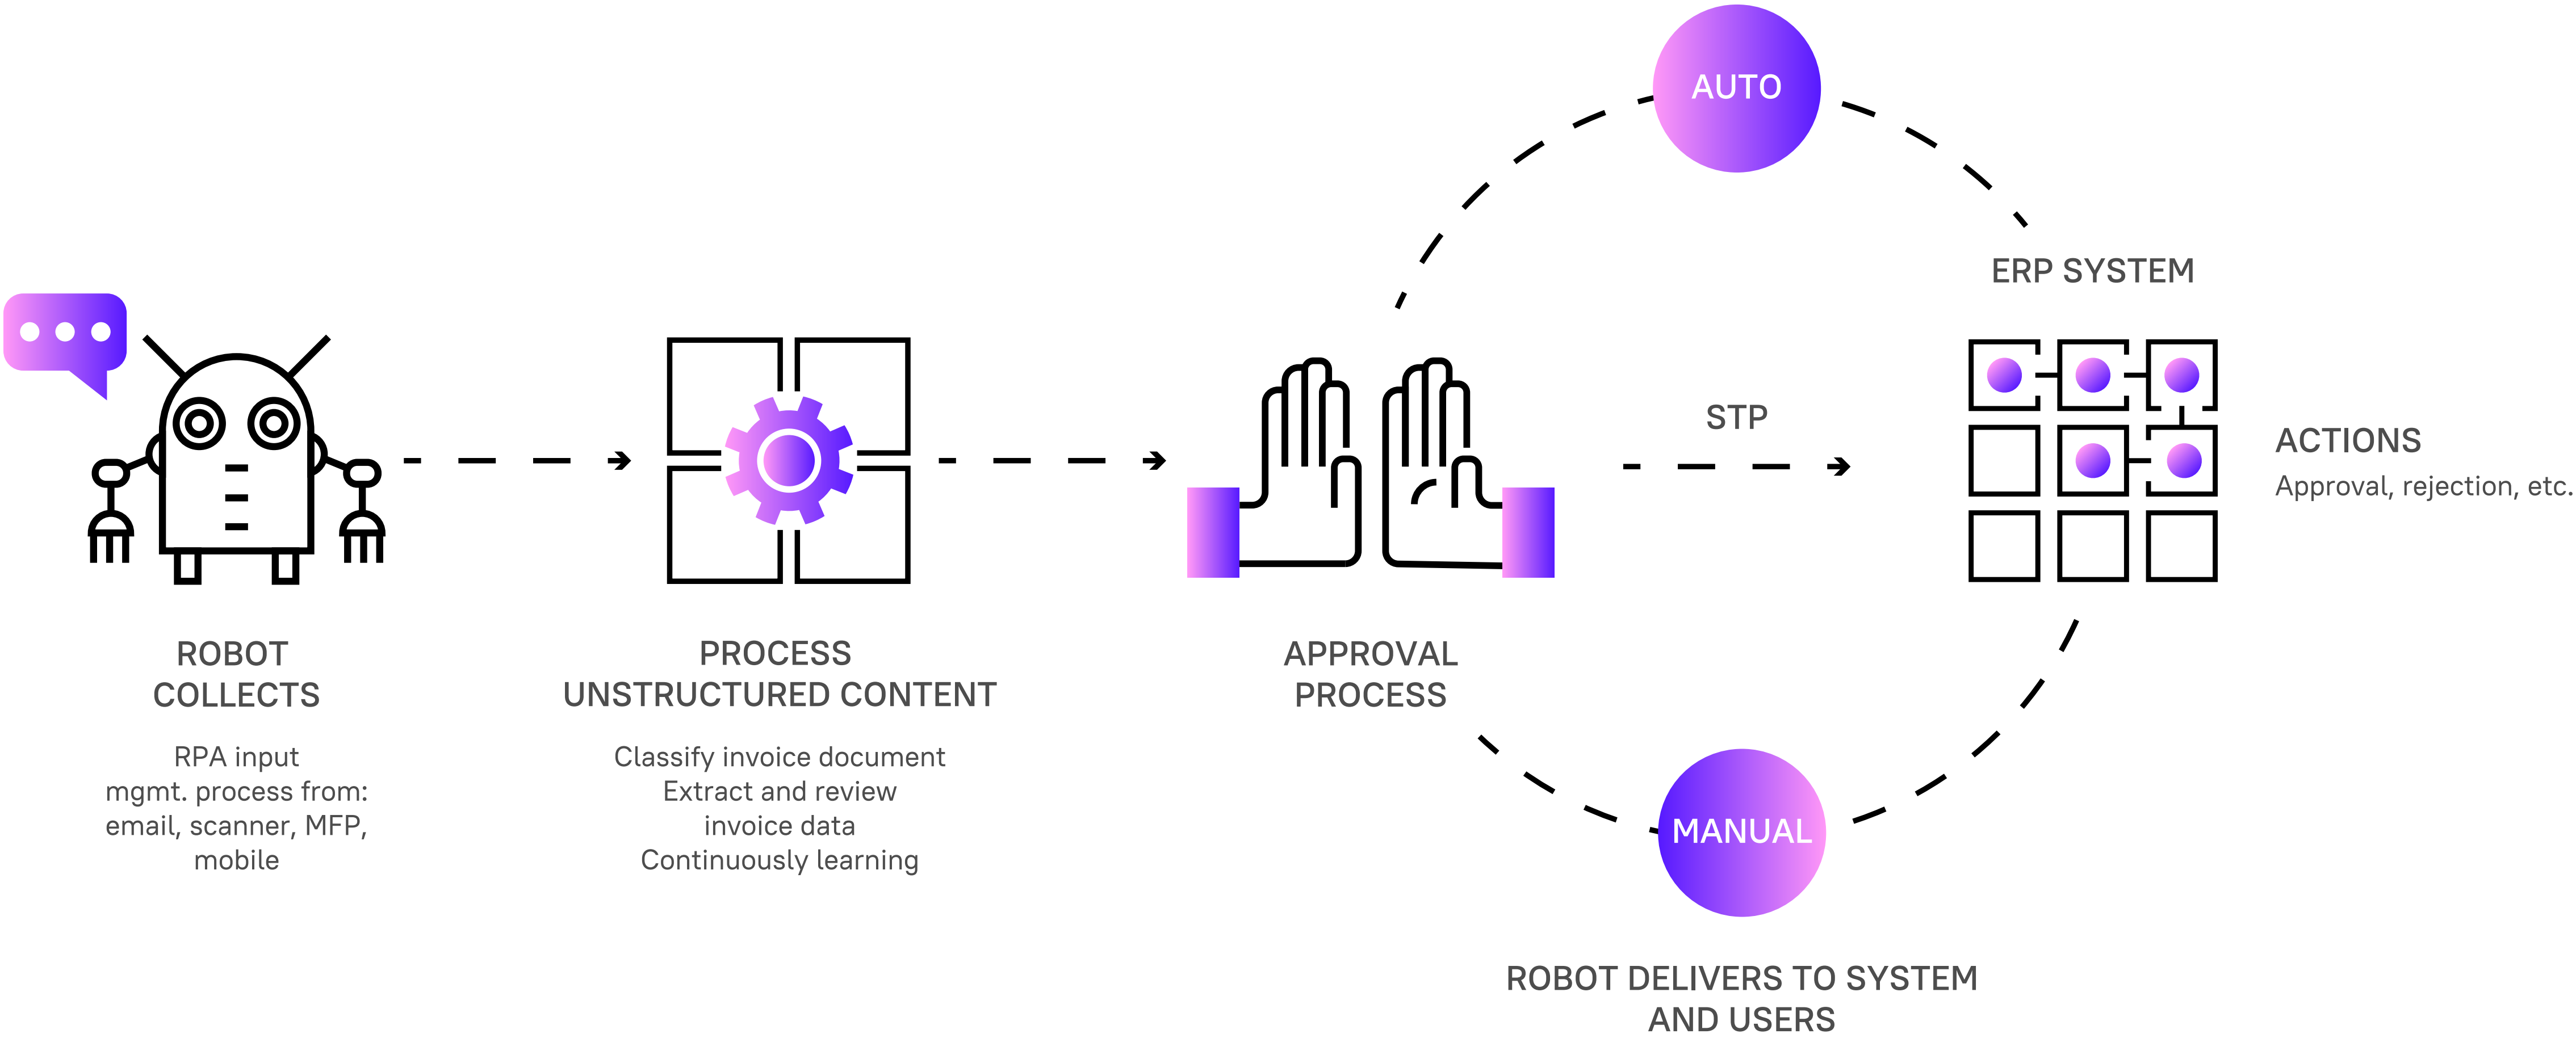 AUTO
ERP SYSTEM
STP
ACTIONS
Approval, rejection, etc.
ROBOT
COLLECTS
RPA input
mgmt. process from:
email, scanner, MFP,
mobile
PROCESS
UNSTRUCTURED CONTENT
Classify invoice document
Extract and review
invoice data
Continuously learning
APPROVAL
PROCESS
MANUAL
ROBOT DELIVERS TO SYSTEM
AND USERS